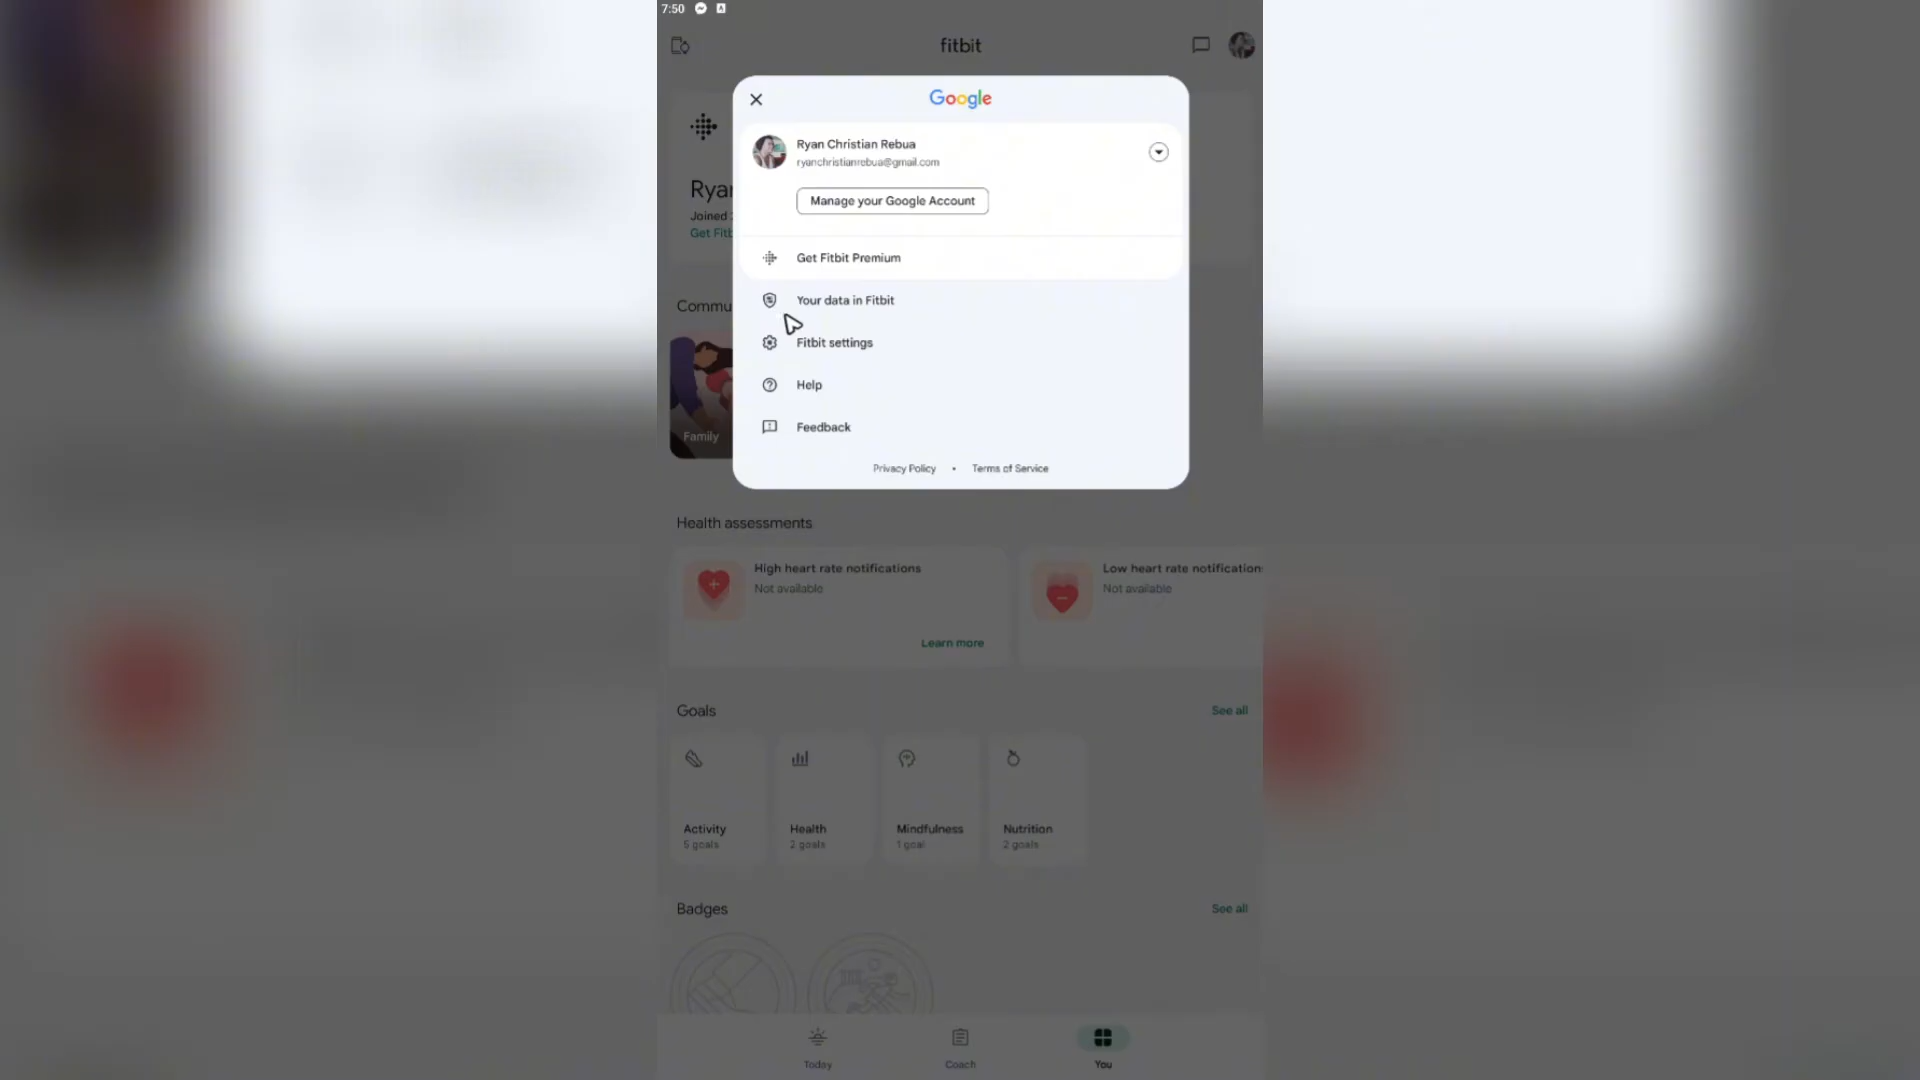 7:50
fitbit
Google
Ryan Christian Rebua
ryanchristianrebua@gmail.com
Manage your Google Account
Rya
Joined
Get Fitb
Get Fitbit Premium
Your data in Fitbit
Commu
Fitbit settings
Help
Feedback
Family
Privacy Policy • Terms of Service
Health assessments
High heart rate notifications
Not available
Learn more
Low heart rate notification
Not available
Goals
See all
Activity
5 goals
Health
2 goals
Mindfulness
1 goal
Nutrition
2 goals
Badges
See all
Today
Coach
You